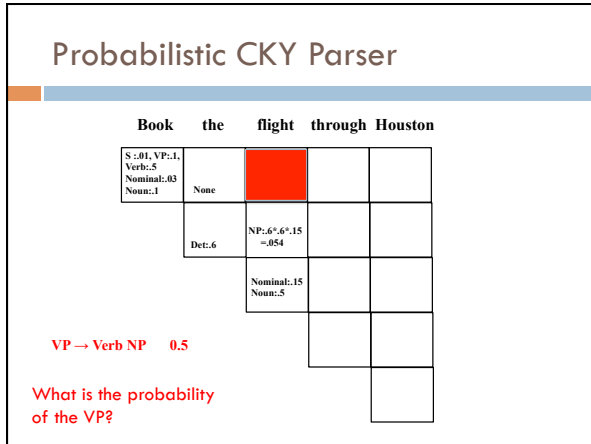 Probabilistic CKY Parser
Book the flight through Houston
S :.01, VP:.1,
Verb:.5
Nominal:.03
Noun:.1
None
NP:.6*.6*.15
=.054
Det:.6
Nominal:.15
Noun:.5
VP → Verb NP 0.5
What is the probability
of the VP?